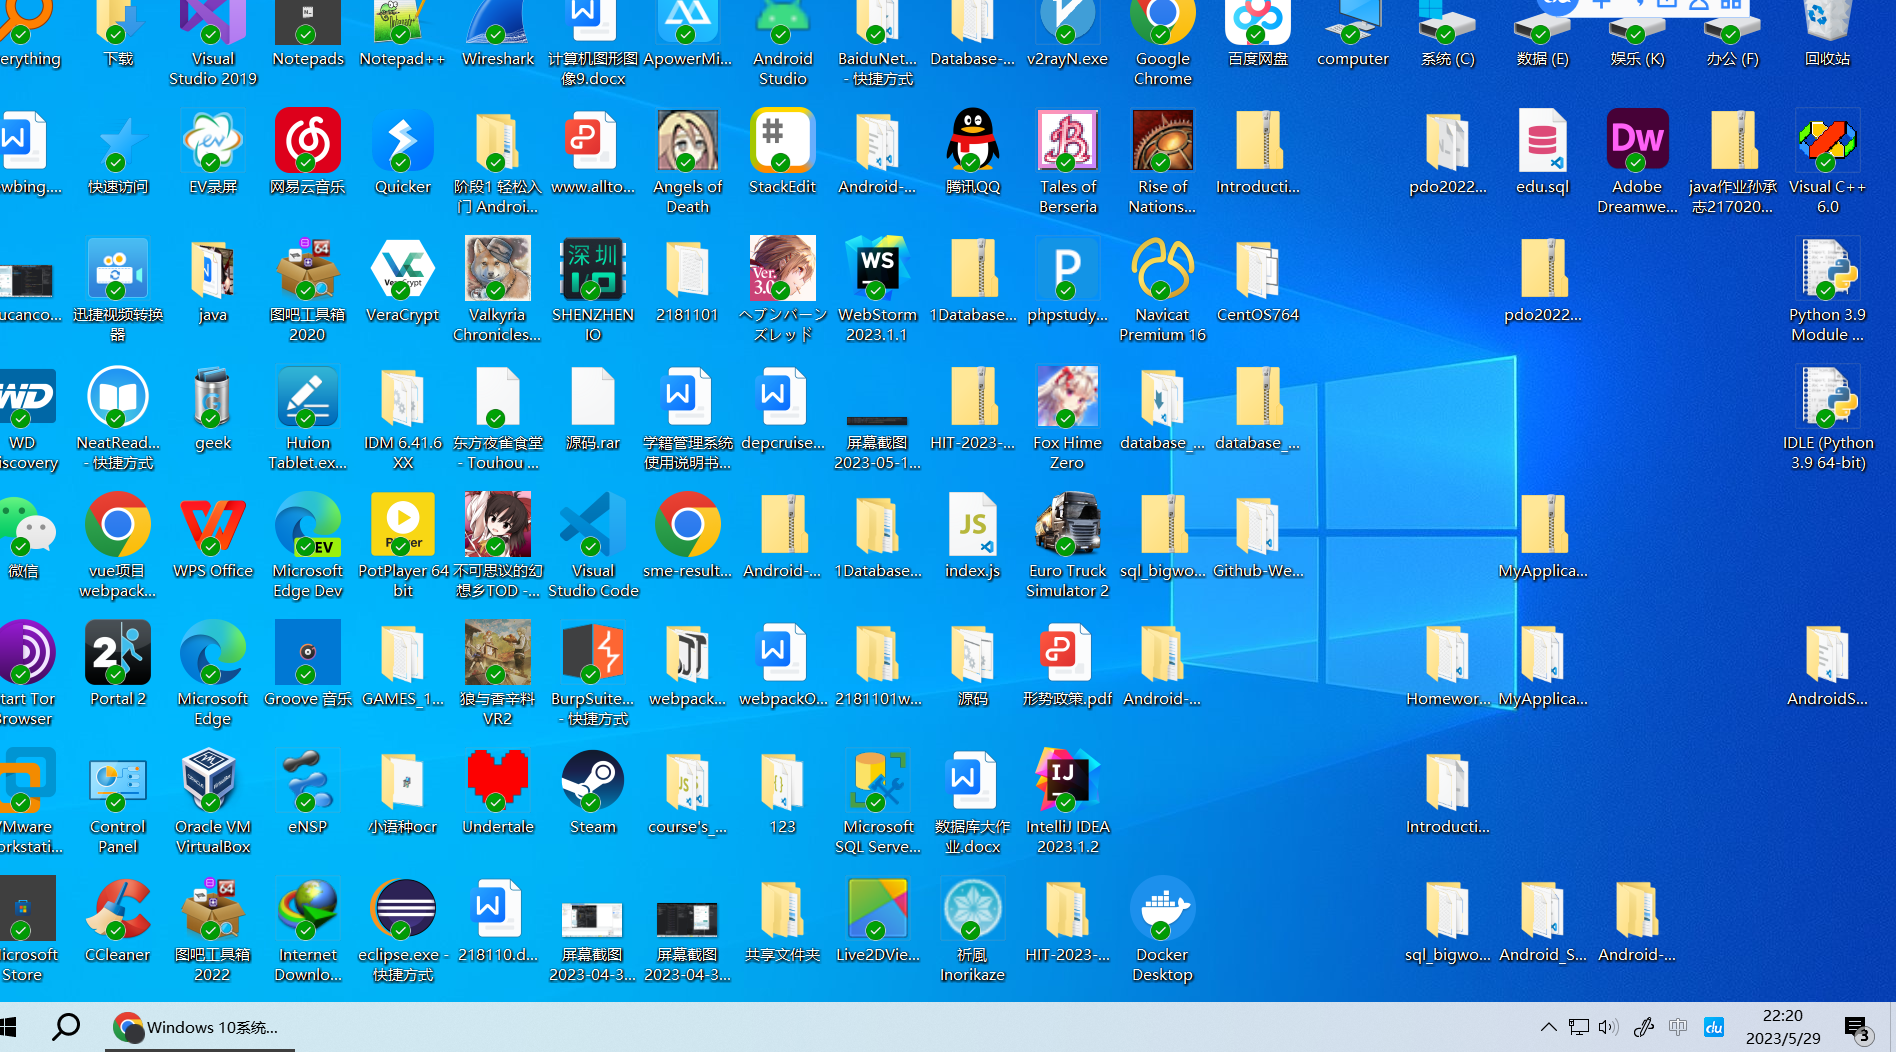 erything
下载
Visual
Studio 2019
Notepads
Notepad++
Wireshark
计算机图形图
像9.docx
ApowerMi...
Android
Studio
BaiduNet...
- 快捷方式
Database-...
v2rayN.exe
Google
Chrome
百度网盘
computer
系统 (C)
数据 (E)
娱乐 (K)
办公 (F)
回收站
wbing....
快速访问
EV录屏
网易云音乐
Quicker
阶段1 轻松入
门 Androi...
www.allto...
Angels of
Death
StackEdit
Android-...
腾讯QQ
Tales of
Berseria
Rise of
Nations...
Introducti...
pdo2022...
edu.sql
Dw
Adobe
Dreamwe...
java作业孙承
志217020...
Visual C++
6.0
ucanco...
迅捷视频转换
器
java
图吧工具箱
2020
VeraCrypt
Valkyria
Chronicles...
深圳
I/O
SHENZHEN
IO
2181101
Ver.
3.0
ヘブンバーン
ズレッド
WS
WebStorm
2023.1.1
1Database...
phpstudy...
Navicat
Premium 16
CentOS764
pdo2022...
Python 3.9
Module ...
WD
WD
iscovery
NeatRead...
- 快捷方式
geek
Huion
Tablet.ex...
IDM 6.41.6
XX
东方夜雀食堂
- Touhou ...
源码.rar
学籍管理系统
使用说明书...
depcruise...
屏幕截图
2023-05-1...
HIT-2023-...
Fox Hime
Zero
database_...
database_...
IDLE (Python
3.9 64-bit)
微信
vue项目
webpack...
WPS Office
Microsoft
Edge Dev
Player
PotPlayer 64
bit
不可思议的幻
想乡TOD -...
Visual
Studio Code
sme-result...
Android-...
1Database...
JS
index.js
Euro Truck
Simulator 2
sql_bigwo...
Github-We...
MyApplica...
tart Tor
Browser
2
Portal 2
Microsoft
Edge
Groove 音乐
GAMES_1...
狼与香辛料
VR2
BurpSuite...
- 快捷方式
webpack...
webpackO...
2181101w...
源码
形势政策.pdf
Android-...
Homewor...
MyApplica...
AndroidS...
VMware
orkstati...
Control
Panel
Oracle VM
VirtualBox
eNSP
小语种ocr
Undertale
Steam
course's_...
123
Microsoft
SQL Serve...
数据库大作
业.docx
IJ
IntelliJ IDEA
2023.1.2
Introducti...
icrosoft
Store
CCleaner
图吧工具箱
2022
Internet
Downlo...
eclipse.exe -
快捷方式
218110.d...
屏幕截图
2023-04-3...
屏幕截图
2023-04-3...
共享文件夹
Live2DVie...
祈風
Inorikaze
HIT-2023-...
Docker
Desktop
sql_bigwo...
Android_S...
Android-...
Windows 10系统...
中
du
22:20
2023/5/29
3